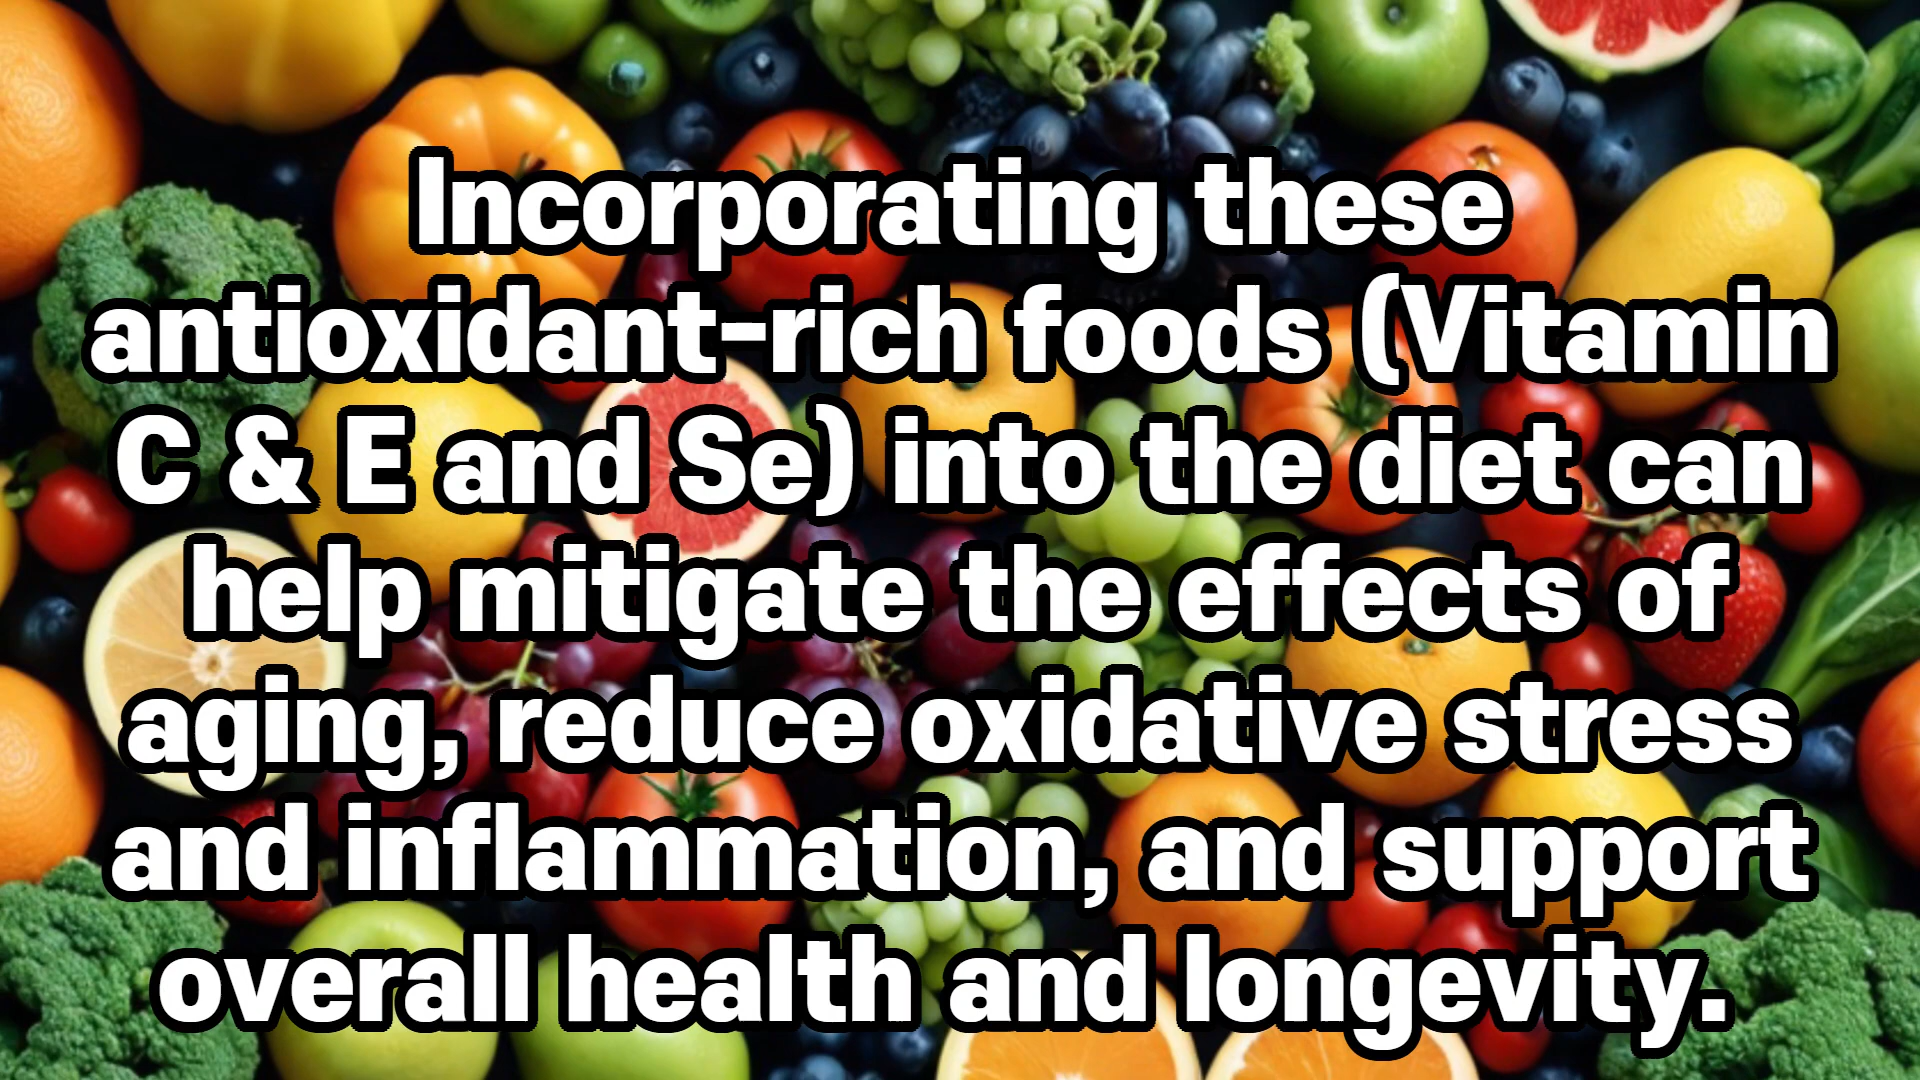 Incorporating these
antioxidant-rich foods (Vitamin
C & E and Se) into the diet can
help mitigate the effects of
aging, reduce oxidative stress
and inflammation, and support
overall health and longevity.